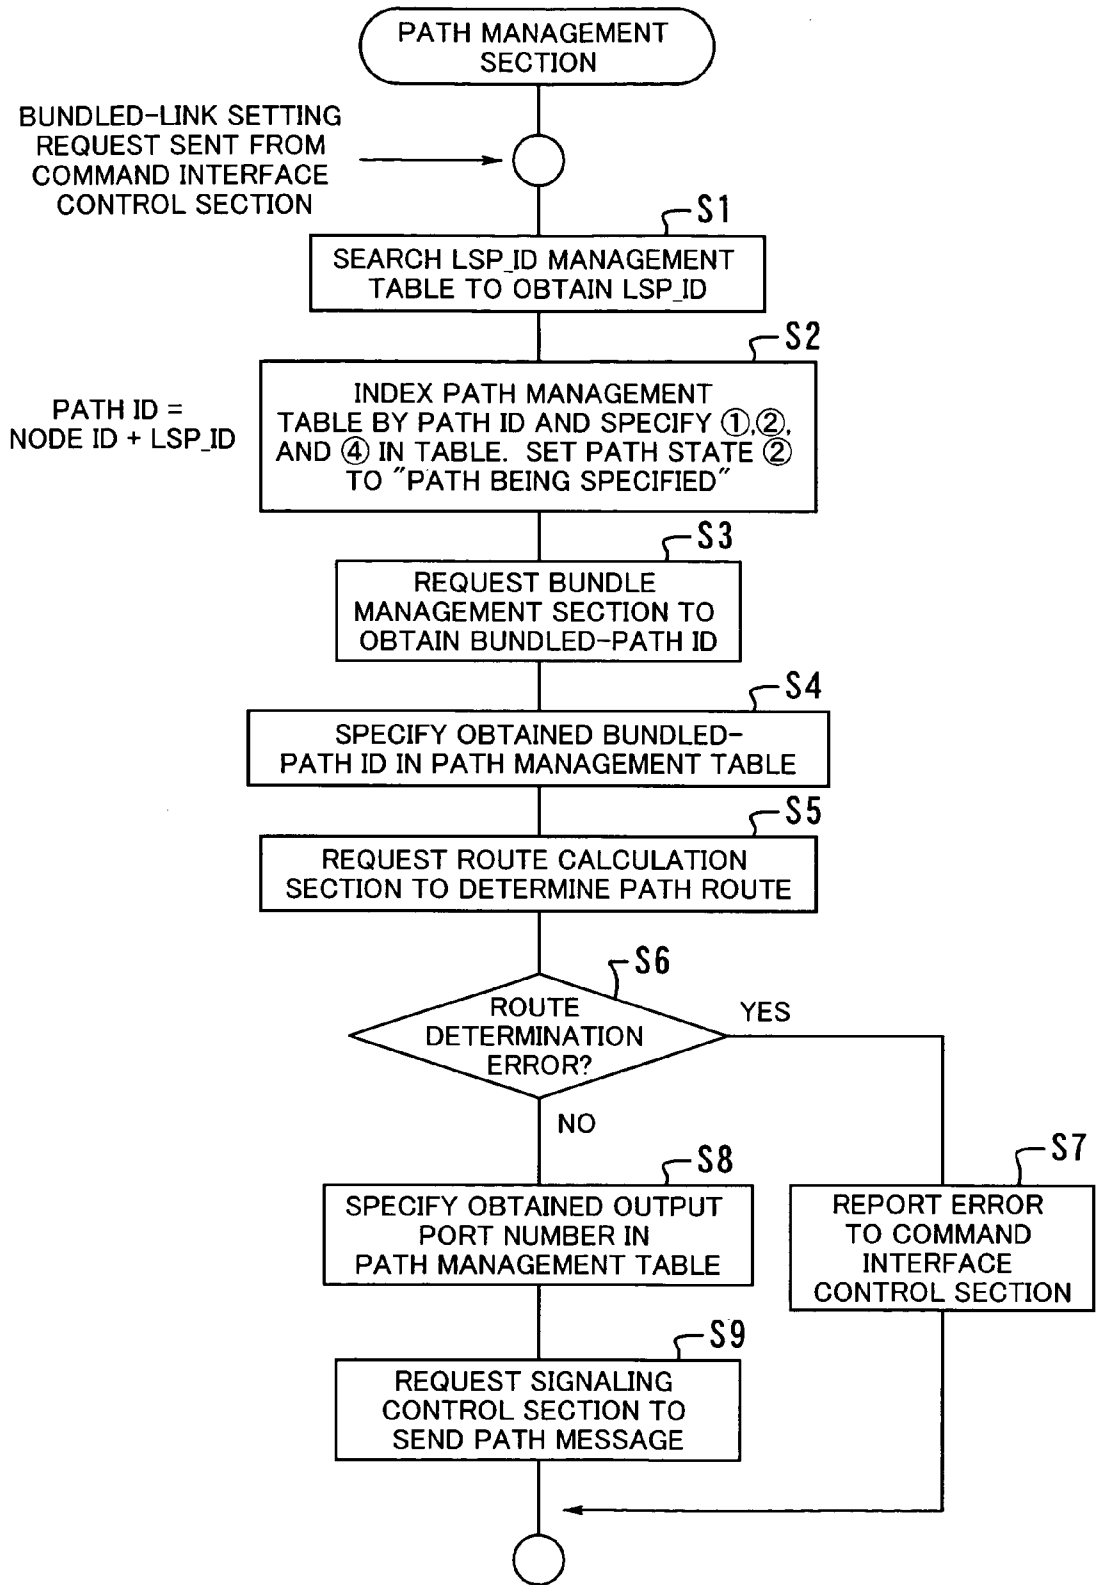 PATH MANAGEMENT
SECTION
BUNDLED-LINK SETTING
REQUEST SENT FROM
COMMAND INTERFACE
CONTROL SECTION
S1
SEARCH LSP_ID MANAGEMENT
TABLE TO OBTAIN LSP_ID
S2
PATH ID =
NODE ID + LSP_ID
INDEX PATH MANAGEMENT
TABLE BY PATH ID AND SPECIFY ①,②,
AND ④ IN TABLE. SET PATH STATE ②
TO "PATH BEING SPECIFIED"
S3
REQUEST BUNDLE
MANAGEMENT SECTION TO
OBTAIN BUNDLED-PATH ID
S4
SPECIFY OBTAINED BUNDLED-
PATH ID IN PATH MANAGEMENT TABLE
S5
REQUEST ROUTE CALCULATION
SECTION TO DETERMINE PATH ROUTE
S6
ROUTE
DETERMINATION
ERROR?
YES
NO
S7
REPORT ERROR
TO COMMAND
INTERFACE
CONTROL SECTION
S8
SPECIFY OBTAINED OUTPUT
PORT NUMBER IN
PATH MANAGEMENT TABLE
S9
REQUEST SIGNALING
CONTROL SECTION TO
SEND PATH MESSAGE